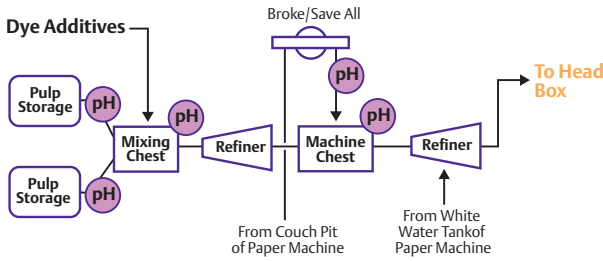 Broke/Save All
Dye Additives
pH
To Head
Box
Pulp
Storage
pH
pH
pH
Mixing
Chest
Refiner
Machine
Chest
Refiner
Pulp
Storage
pH
From Couch Pit
of Paper Machine
From White
Water Tankof
Paper Machine